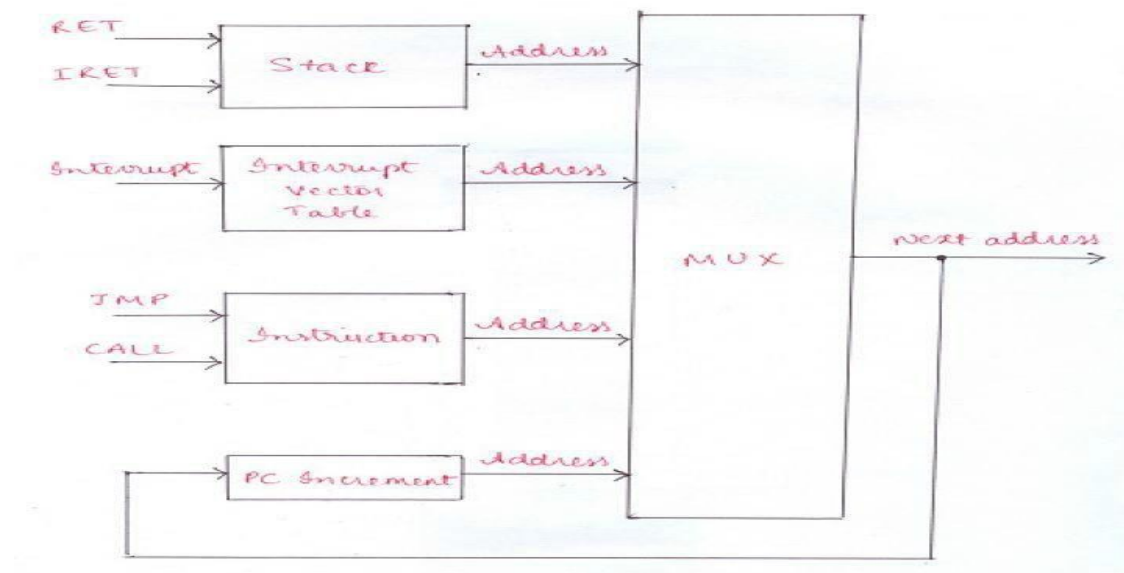 RET
IRET
Stack
Address
Interrupt
Interrupt
Vector
Table
Address
MUX
Next address
JMP
CALL
Instruction
Address
PC Increment
Address